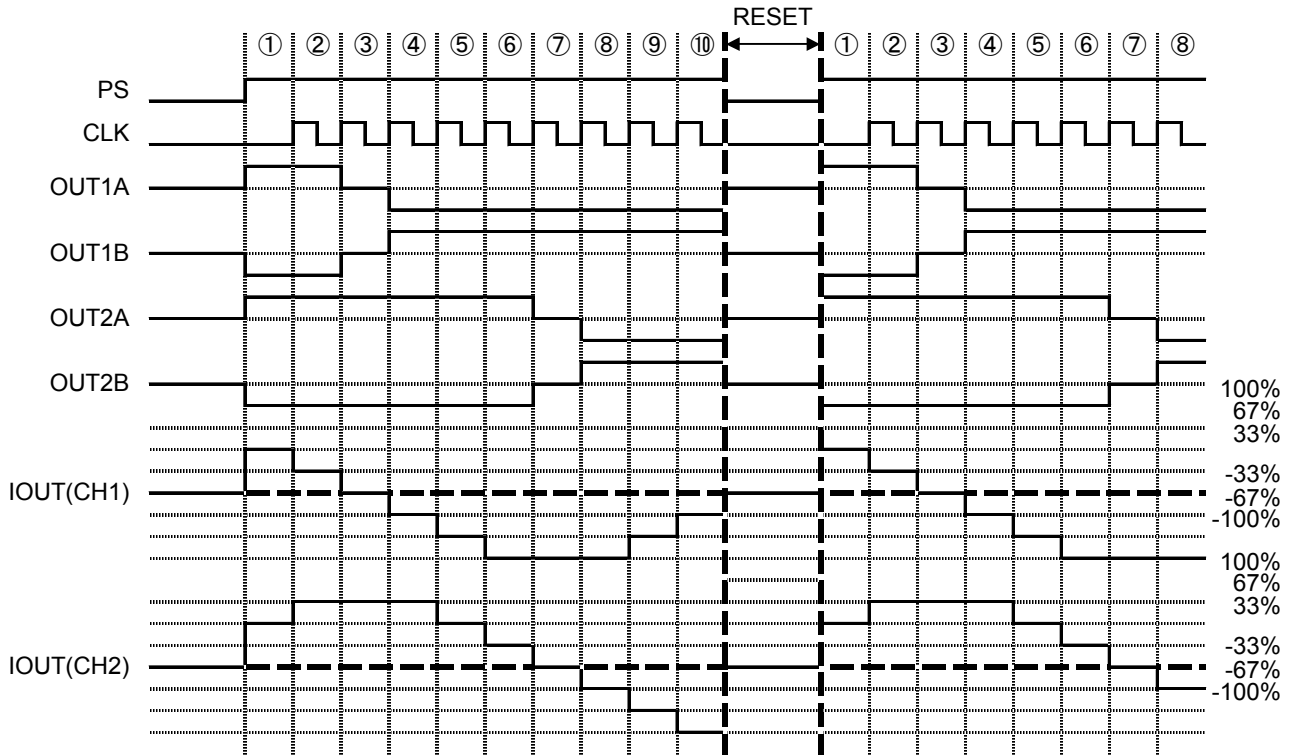 RESET
① ② ③ ④ ⑤ ⑥ ⑦ ⑧ ⑨ ⑩ ① ② ③ ④ ⑤ ⑥ ⑦ ⑧
PS
CLK
OUT1A
OUT1B
OUT2A
OUT2B
100%
67%
33%
IOUT(CH1)
-33%
-67%
-100%
100%
67%
33%
IOUT(CH2)
-33%
-67%
-100%